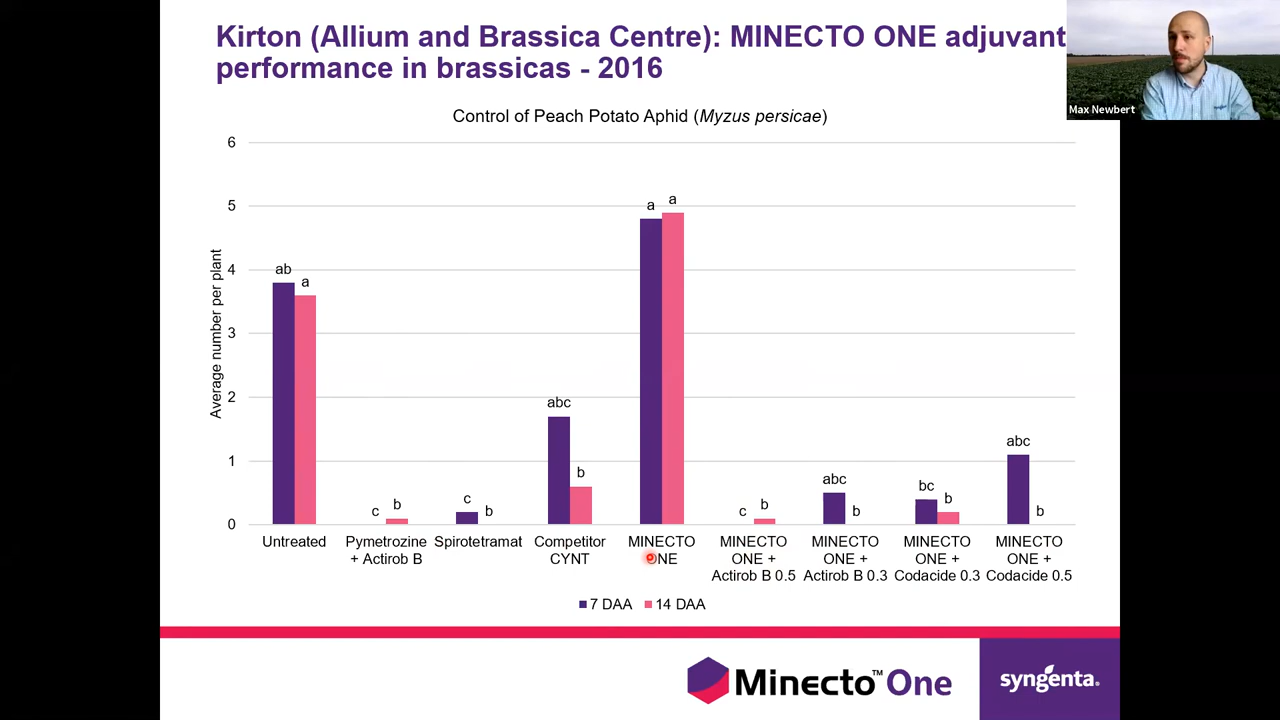 Kirton (Allium and Brassica Centre): MINECTO ONE adjuvant
performance in brassicas - 2016
Max Newbert
Control of Peach Potato Aphid (Myzus persicae)
Average number per plant
6
5
4
3
2
1
0
ab
a
c
b
c
b
abc
b
a
a
c
b
abc
b
bc
b
abc
b
Untreated
Pymetrozine
+ Actirob B
Spirotetramat
Competitor
CYNT
MINECTO
ONE
MINECTO
ONE +
Actirob B 0.5
MINECTO
ONE +
Actirob B 0.3
MINECTO
ONE +
Codacide 0.3
MINECTO
ONE +
Codacide 0.5
7 DAA
14 DAA
Minecto™ One
syngenta.